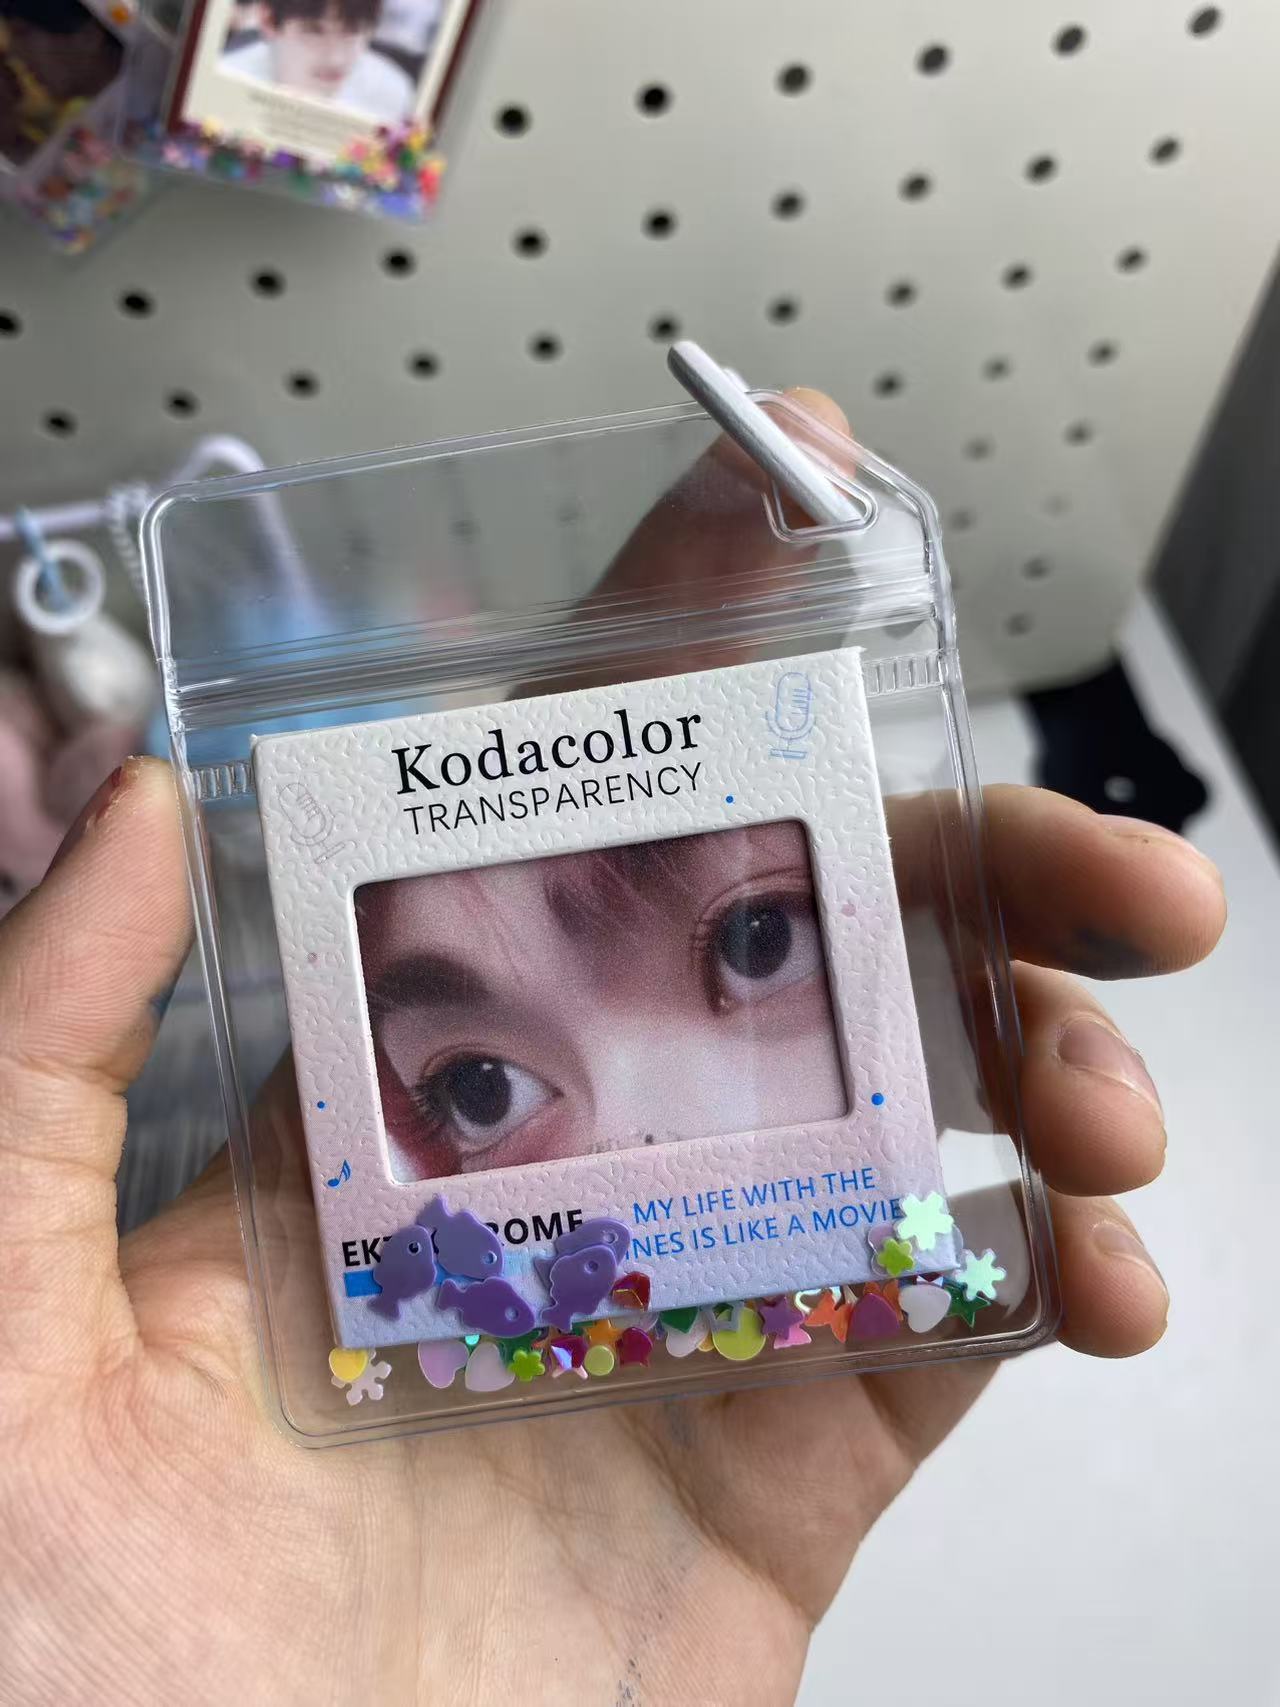 Kodacolor
TRANSPARENCY
MY LIFE WITH THE
IS LIKE A MOVIE